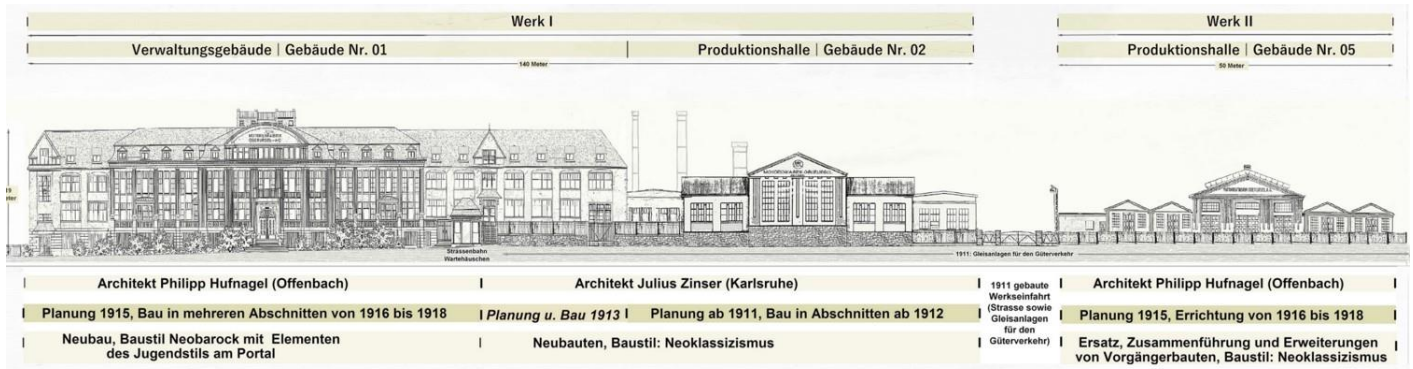 Werk I
Werk II
Verwaltungsgebäude | Gebäude Nr. 01
Produktionshalle | Gebäude Nr. 02
Produktionshalle | Gebäude Nr. 05
140 Meter
50 Meter
Strassenbahn
Wartehäuschen
1911: Gleisanlagen für den Güterverkehr
Architekt Philipp Hufnagel (Offenbach)
Architekt Julius Zinser (Karlsruhe)
1911 gebaute
Werkseinfahrt
(Strasse sowie
Gleisanlagen
für den
Güterverkehr)
Architekt Philipp Hufnagel (Offenbach)
Planung 1915, Bau in mehreren Abschnitten von 1916 bis 1918
Planung u. Bau 1913
Planung ab 1911, Bau in Abschnitten ab 1912
Planung 1915, Errichtung von 1916 bis 1918
Neubau, Baustil Neobarock mit Elementen
des Jugendstils am Portal
Neubauten, Baustil: Neoklassizismus
Ersatz, Zusammenführung und Erweiterungen
von Vorgängerbauten, Baustil: Neoklassizismus